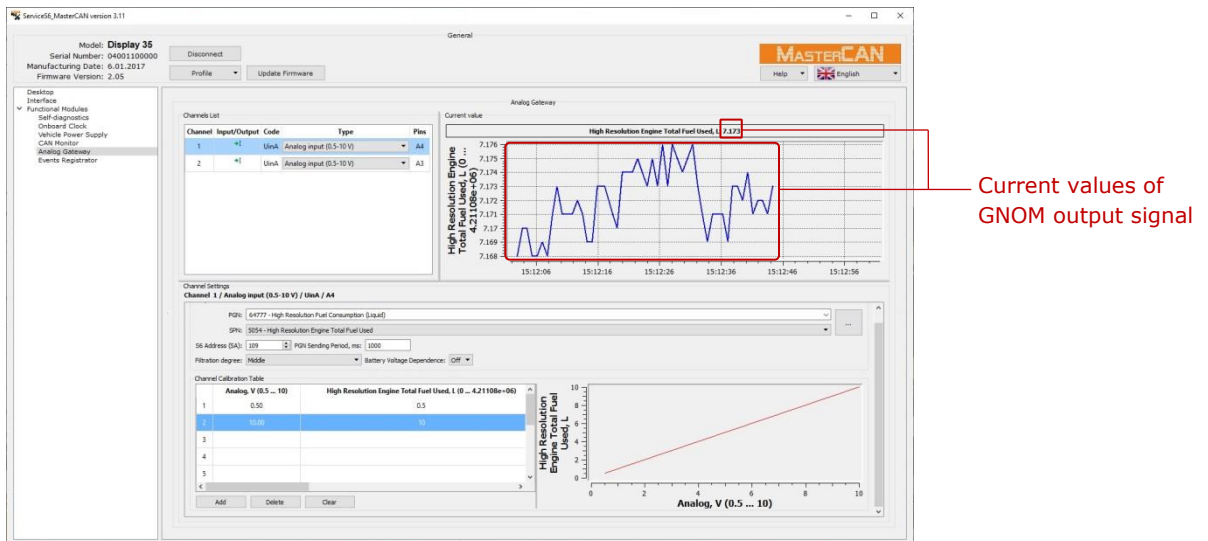 ServiceS6_MasterCAN version 3.11
General
Model: Display 35
Serial Number: 04001100000
Manufacturing Date: 6.01.2017
Firmware Version: 2.05
Disconnect
Profile
Update Firmware
MASTERCAN
Help
English
Desktop
Interface
Functional Modules
Self-diagnostics
Onboard Clock
Vehicle Power Supply
CAN Monitor
Analog Gateway
Events Registrator
Analog Gateway
Channels List
Channel Input/Output Code Type Pins
1 UinA Analog input (0.5-10 V) A4
2 UinA Analog input (0.5-10 V) A3
Current value
High Resolution Engine Total Fuel Used, L 7.173
High Resolution Engine
Total Fuel Used, L (0 ...
4.21108e+06)
7.176
7.175
7.174
7.173
7.172
7.171
7.17
7.169
7.168
15:12:06 15:12:16 15:12:26 15:12:36 15:12:46 15:12:56
Current values of
GNOM output signal
Channel Settings
Channel 1 / Analog input (0.5-10 V) / UinA / A4
PGN: 64777 - High Resolution Fuel Consumption (Liquid)
...
SPN: 5054 - High Resolution Engine Total Fuel Used
S6 Address (SA): 109 PGN Sending Period, ms: 1000
Filtration degree: Middle Battery Voltage Dependence: Off
Channel Calibration Table
Analog, V (0.5 ... 10) High Resolution Engine Total Fuel Used, L (0 ... 4.21108e+06)
1 0.50 0.5
2 10.00 10
3
4
5
Add Delete Clear
High Resolution
Engine Total Fuel
Used, L
10
8
6
4
2
0
0 2 4 6 8 10
Analog, V (0.5 ... 10)